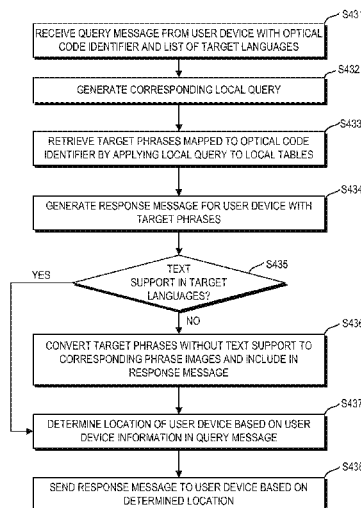 S431
RECEIVE QUERY MESSAGE FROM USER DEVICE WITH OPTICAL
CODE IDENTIFIER AND LIST OF TARGET LANGUAGES
S432
GENERATE CORRESPONDING LOCAL QUERY
S433
RETRIEVE TARGET PHRASES MAPPED TO OPTICAL CODE
IDENTIFIER BY APPLYING LOCAL QUERY TO LOCAL TABLES
S434
GENERATE RESPONSE MESSAGE FOR USER DEVICE WITH
TARGET PHRASES
S435
YES
TEXT
SUPPORT IN TARGET
LANGUAGES?
NO
S436
CONVERT TARGET PHRASES WITHOUT TEXT SUPPORT TO
CORRESPONDING PHRASE IMAGES AND INCLUDE IN
RESPONSE MESSAGE
S437
DETERMINE LOCATION OF USER DEVICE BASED ON USER
DEVICE INFORMATION IN QUERY MESSAGE
S438
SEND RESPONSE MESSAGE TO USER DEVICE BASED ON
DETERMINED LOCATION